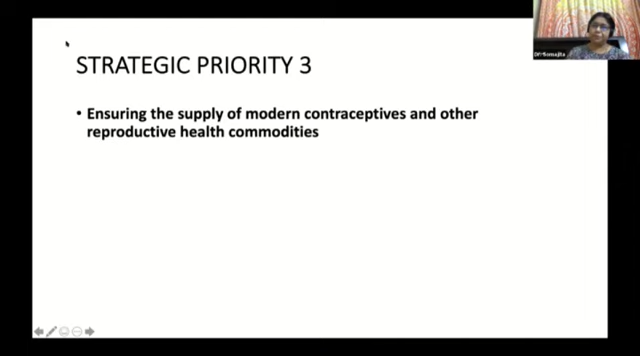 STRATEGIC PRIORITY 3
• Ensuring the supply of modern contraceptives and other
reproductive health commodities